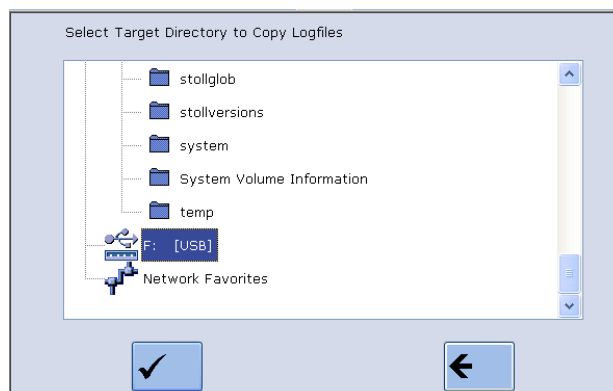 Select Target Directory to Copy Logfiles
stollglob
stollversions
system
System Volume Information
temp
F: [USB]
Network Favorites